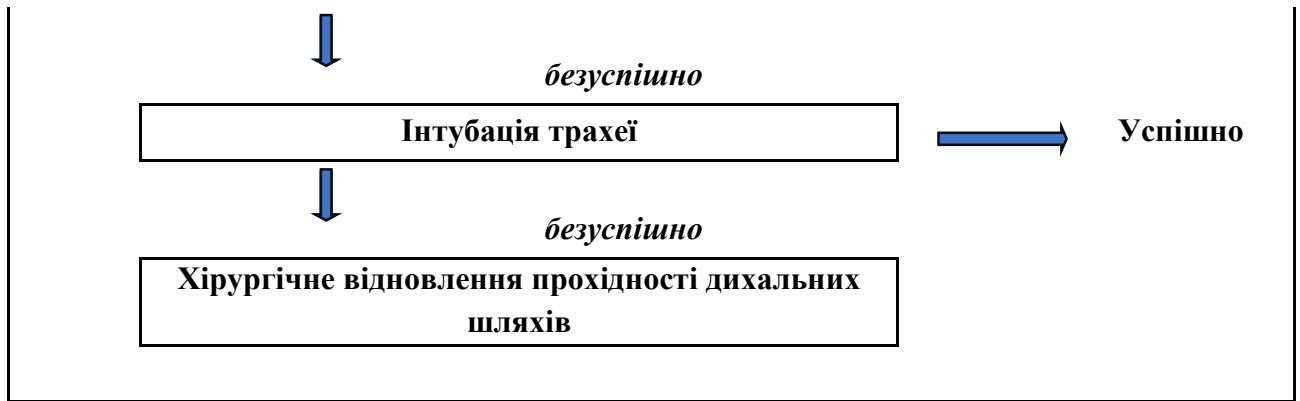 безуспішно
Інтубація трахеї
Успішно
безуспішно
Хірургічне відновлення прохідності дихальних
шляхів